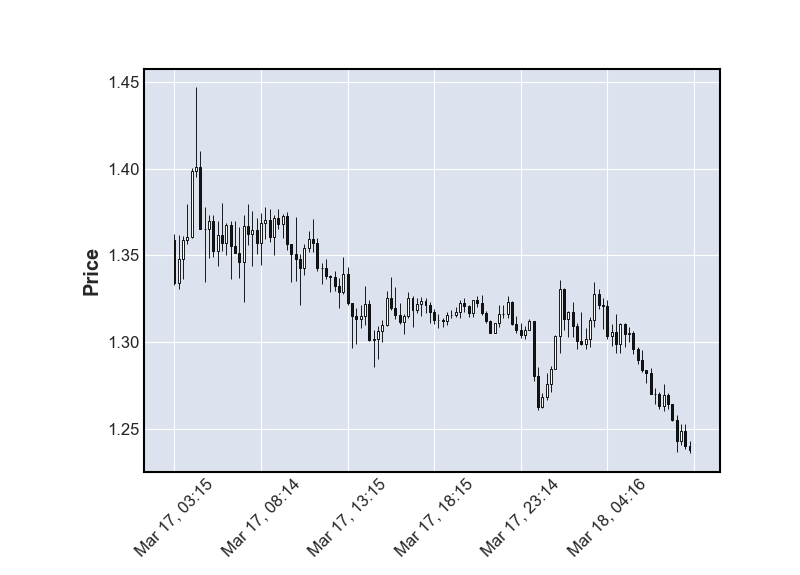 Price
1.45
1.40
1.35
1.30
1.25
Mar 17, 03:15
Mar 17, 08:14
Mar 17, 13:15
Mar 17, 18:15
Mar 17, 23:14
Mar 18, 04:16